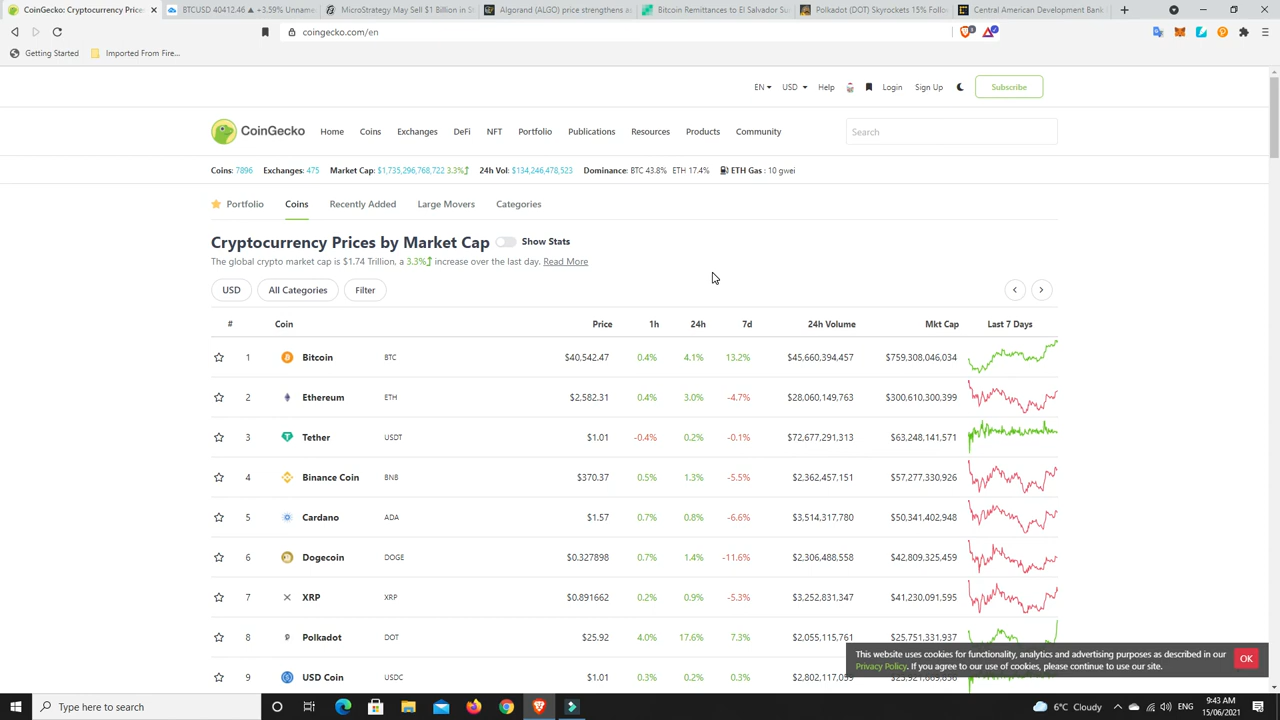 CoinGecko: Cryptocurrency Prices
BTCUSD 40412.46 ▲ +3.59% Unname
MicroStrategy May Sell $1 Billion in S
Algorand (ALGO) price strengthens a
Bitcoin Remittances to El Salvador Su
Polkadot (DOT) Skyrockets 15% Follo
Central American Development Bank
coingecko.com/en
Getting Started
Imported From Fire...
EN
USD
Help
Login
Sign Up
Subscribe
CoinGecko
Home
Coins
Exchanges
DeFi
NFT
Portfolio
Publications
Resources
Products
Community
Search
Coins: 7896 Exchanges: 475 Market Cap: $1,735,296,768,722 3.3% 24h Vol: $134,246,478,523 Dominance: BTC 43.8% ETH 17.4% ETH Gas : 10 gwei
Portfolio
Coins
Recently Added
Large Movers
Categories
Cryptocurrency Prices by Market Cap
Show Stats
The global crypto market cap is $1.74 Trillion, a 3.3% increase over the last day. Read More
USD
All Categories
Filter
# Coin Price 1h 24h 7d 24h Volume Mkt Cap Last 7 Days
1 Bitcoin BTC $40,542.47 0.4% 4.1% 13.2% $45,660,394,457 $759,308,046,034
2 Ethereum ETH $2,582.31 0.4% 3.0% -4.7% $28,060,149,763 $300,610,300,399
3 Tether USDT $1.01 -0.4% 0.2% -0.1% $72,677,291,313 $63,248,141,571
4 Binance Coin BNB $370.37 0.5% 1.3% -5.5% $2,362,457,151 $57,277,330,926
5 Cardano ADA $1.57 0.7% 0.8% -6.6% $3,514,317,780 $50,341,402,948
6 Dogecoin DOGE $0.327898 0.7% 1.4% -11.6% $2,306,488,558 $42,809,325,459
7 XRP XRP $0.891662 0.2% 0.9% -5.3% $3,252,831,347 $41,230,091,595
8 Polkadot DOT $25.92 4.0% 17.6% 7.3% $2,055,115,761 $25,751,331,937
9 USD Coin USDC $1.01 0.3% 0.2% 0.3%
This website uses cookies for functionality, analytics and advertising purposes as described in our
Privacy Policy. If you agree to our use of cookies, please continue to use our site.
OK
Type here to search
6°C Cloudy
ENG
9:43 AM
15/06/2021